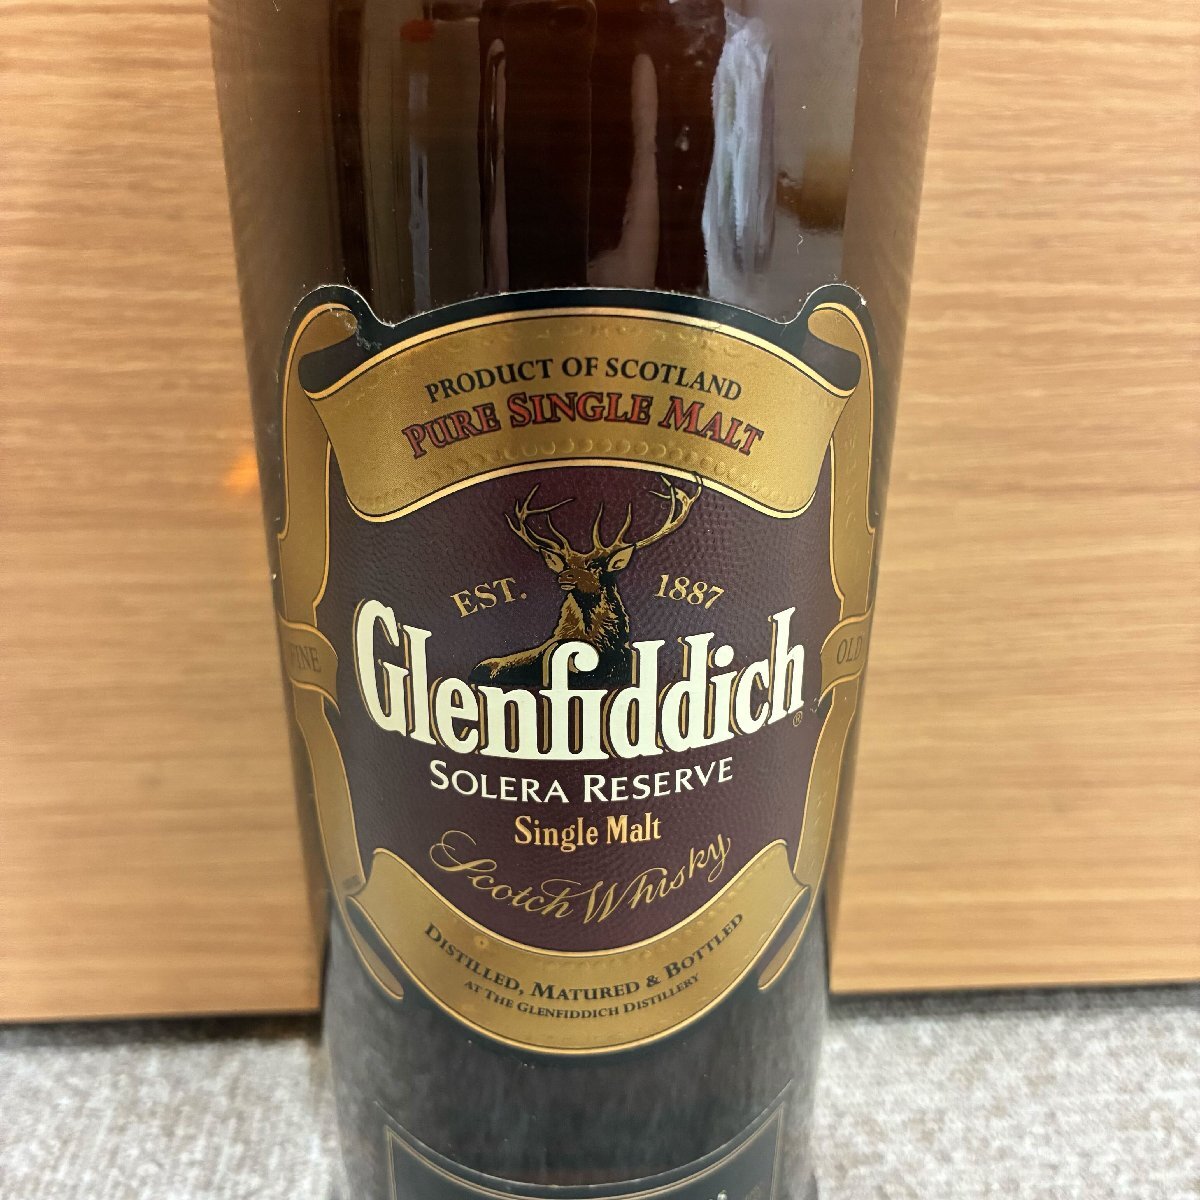 PRODUCT OF SCOTLAND
PURE SINGLE MALT
EST. 1887
FINE
OLD
Glenfiddich®
SOLERA RESERVE
Single Malt
Scotch Whisky
DISTILLED, MATURED & BOTTLED
AT THE GLENFIDDICH DISTILLERY